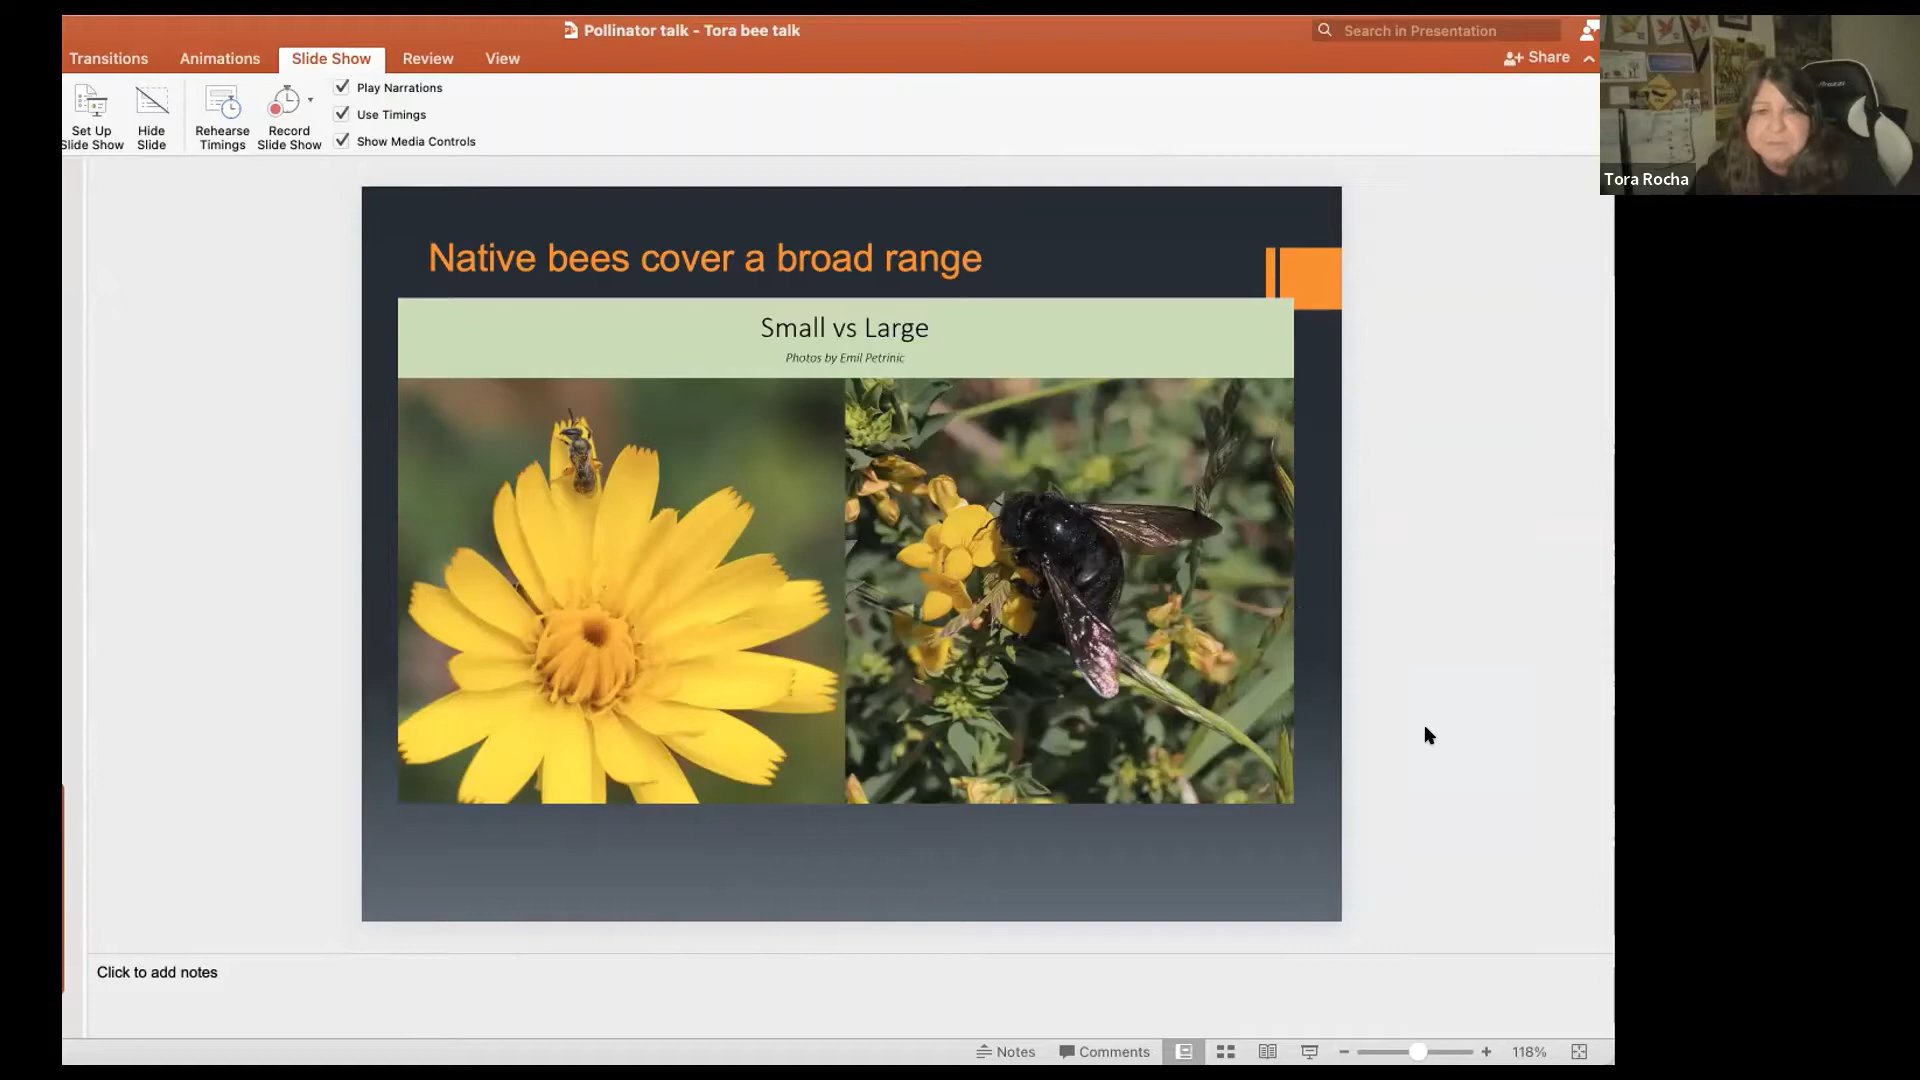 Pollinator talk - Tora bee talk
Search in Presentation
Transitions
Animations
Slide Show
Review
View
Share
Set Up
Slide Show
Hide
Slide
Rehearse
Timings
Record
Slide Show
Play Narrations
Use Timings
Show Media Controls
Tora Rocha
Native bees cover a broad range
Small vs Large
Photos by Emil Petrinic
Click to add notes
Notes
Comments
118%